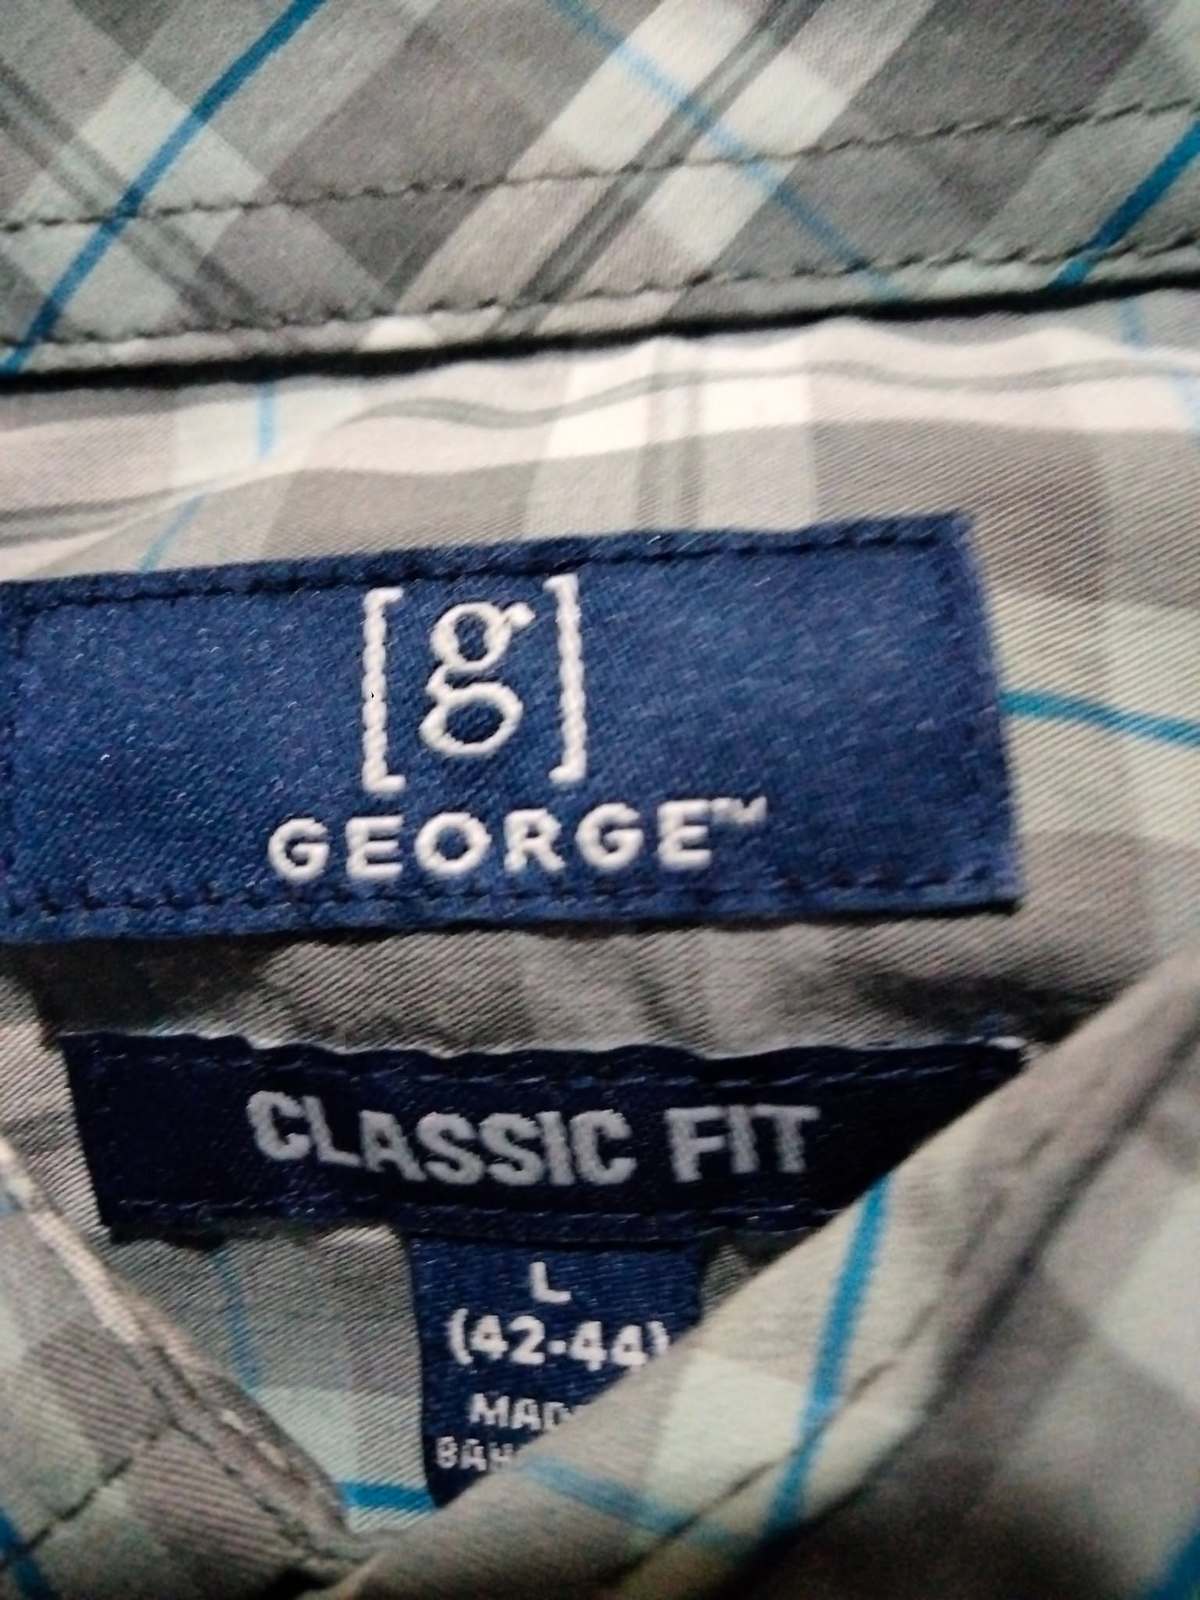 [g]
GEORGE™
CLASSIC FIT
L
(42-44)